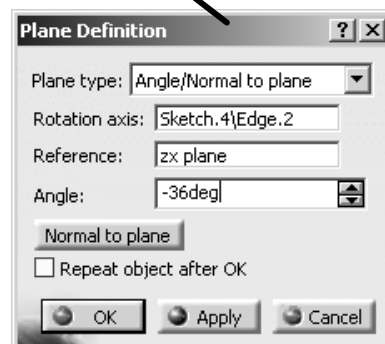 Plane Definition ? X
Plane type: Angle/Normal to plane
Rotation axis: Sketch.4\Edge.2
Reference: zx plane
Angle: -36deg
Normal to plane
Repeat object after OK
OK Apply Cancel